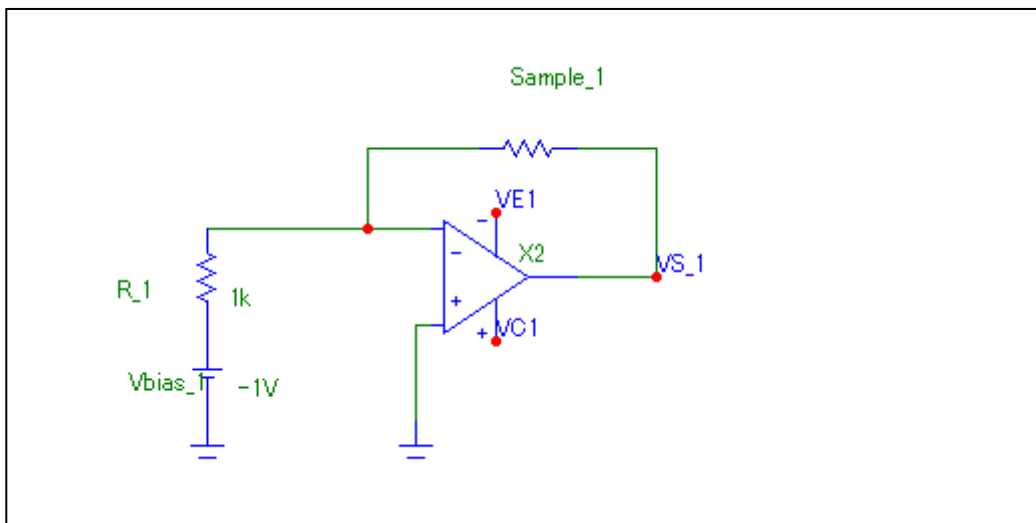 Sample_1
VE1
-
X2
-
VS_1
R_1
1k
+
+
VC1
Vbias_1
-1V